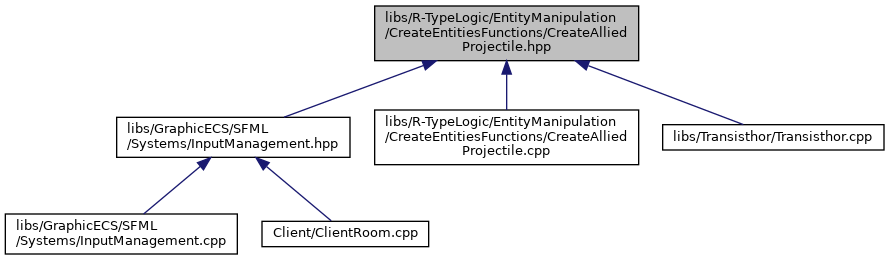 libs/R-TypeLogic/EntityManipulation
/CreateEntitiesFunctions/CreateAllied
Projectile.hpp
libs/GraphicECS/SFML
/Systems/InputManagement.hpp
libs/R-TypeLogic/EntityManipulation
/CreateEntitiesFunctions/CreateAllied
Projectile.cpp
libs/Transisthor/Transisthor.cpp
libs/GraphicECS/SFML
/Systems/InputManagement.cpp
Client/ClientRoom.cpp